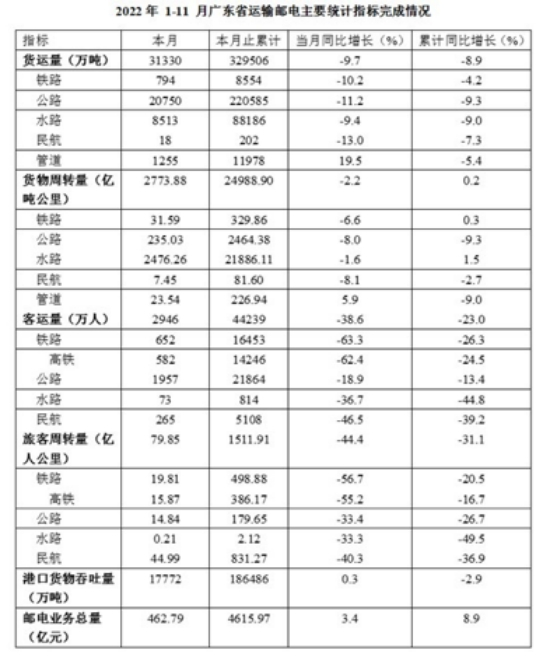 2022 年 1-11 月广东省运输邮电主要统计指标完成情况
指标 本月 本月止累计 当月同比增长（%） 累计同比增长（%）
货运量（万吨） 31330 329506 -9.7 -8.9
铁路 794 8554 -10.2 -4.2
公路 20750 220585 -11.2 -9.3
水路 8513 88186 -9.4 -9.0
民航 18 202 -13.0 -7.3
管道 1255 11978 19.5 -5.4
货物周转量（亿 2773.88 24988.90 -2.2 0.2
吨公里）
铁路 31.59 329.86 -6.6 0.3
公路 235.03 2464.38 -8.0 -9.3
水路 2476.26 21886.11 -1.6 1.5
民航 7.45 81.60 -8.1 -2.7
管道 23.54 226.94 5.9 -9.0
客运量（万人） 2946 44239 -38.6 -23.0
铁路 652 16453 -63.3 -26.3
高铁 582 14246 -62.4 -24.5
公路 1957 21864 -18.9 -13.4
水路 73 814 -36.7 -44.8
民航 265 5108 -46.5 -39.2
旅客周转量（亿 79.85 1511.91 -44.4 -31.1
人公里）
铁路 19.81 498.88 -56.7 -20.5
高铁 15.87 386.17 -55.2 -16.7
公路 14.84 179.65 -33.4 -26.7
水路 0.21 2.12 -33.3 -49.5
民航 44.99 831.27 -40.3 -36.9
港口货物吞吐量 17772 186486 0.3 -2.9
（万吨）
邮电业务总量 462.79 4615.97 3.4 8.9
（亿元）